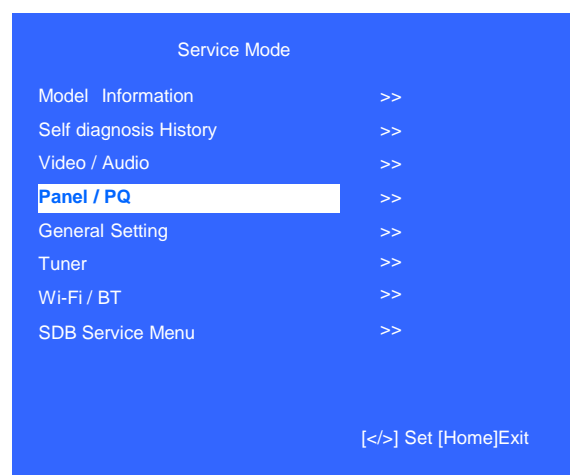 Service Mode
Model Information >>
Self diagnosis History >>
Video / Audio >>
Panel / PQ >>
General Setting >>
Tuner >>
Wi-Fi / BT >>
SDB Service Menu >>
[</>] Set [Home]Exit